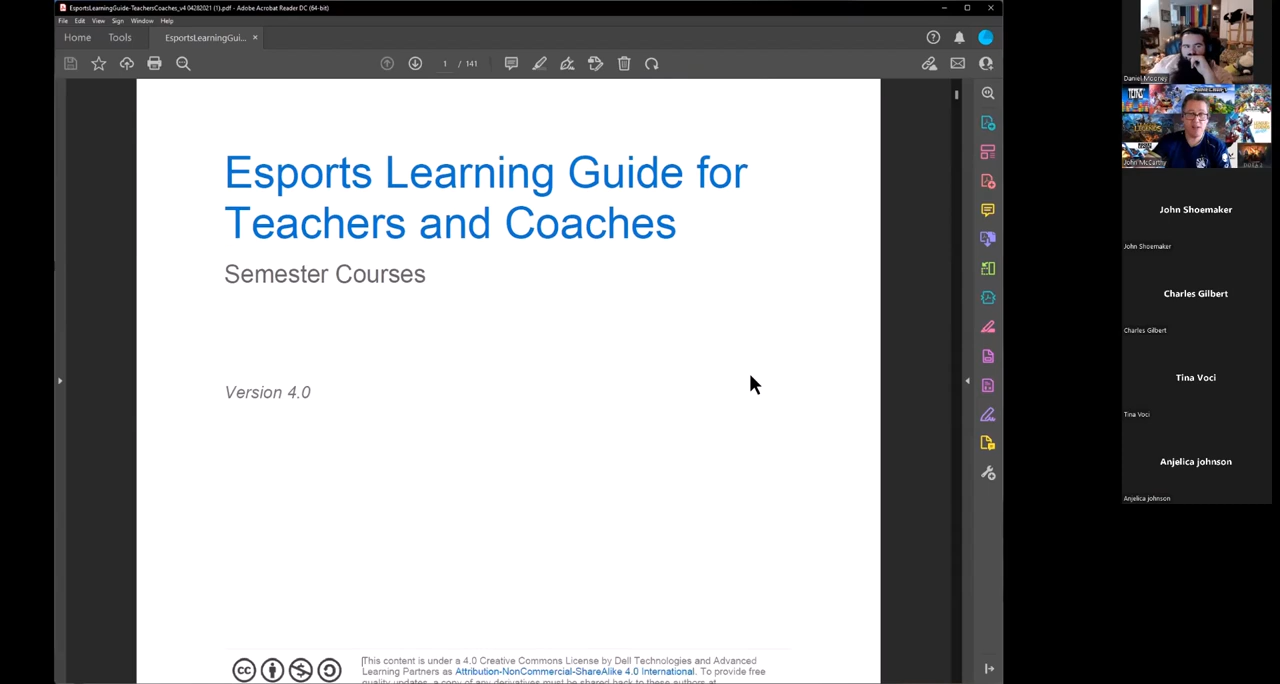 EsportsLearningGuide-TeachersCoaches_v4 04282021 (1).pdf - Adobe Acrobat Reader DC (64-bit)
File Edit View Sign Window Help
Home Tools EsportsLearningGui... ×
1 / 141
Esports Learning Guide for
Teachers and Coaches
Semester Courses
Version 4.0
This content is under a 4.0 Creative Commons License by Dell Technologies and Advanced
Learning Partners as Attribution-NonCommercial-ShareAlike 4.0 International. To provide free
quality updates, a copy of any derivatives must be shared back to these authors at
cc
Daniel Mooney
TETRIS
MINECRAFT
LEGENDS
John McCarthy
John Shoemaker
John Shoemaker
Charles Gilbert
Charles Gilbert
Tina Voci
Tina Voci
Anjelica johnson
Anjelica johnson